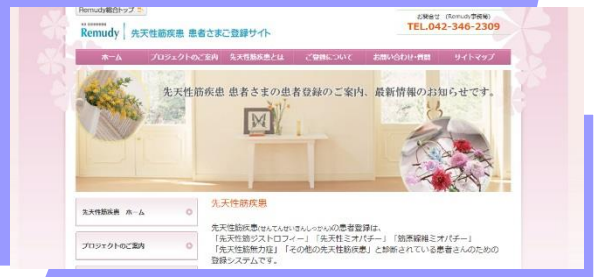 Remudy総合トップ
お問合せ (Remudy事務局)
TEL.042-346-2309
Remudy 先天性筋疾患 患者さまご登録サイト
ホーム プロジェクトのご案内 先天性筋疾患とは ご登録について お問い合わせ・質問 サイトマップ
先天性筋疾患 患者さまの患者登録のご案内、最新情報のお知らせです。
M
先天性筋疾患 ホーム
プロジェクトのご案内
先天性筋疾患
先天性筋疾患(せんてんせいきんしっかん)の患者登録は、
「先天性筋ジストロフィー」「先天性ミオパチー」「筋原線維ミオパチー」
「先天性筋無力症」「その他の先天性筋疾患」と診断されている患者さんのための
登録システムです。